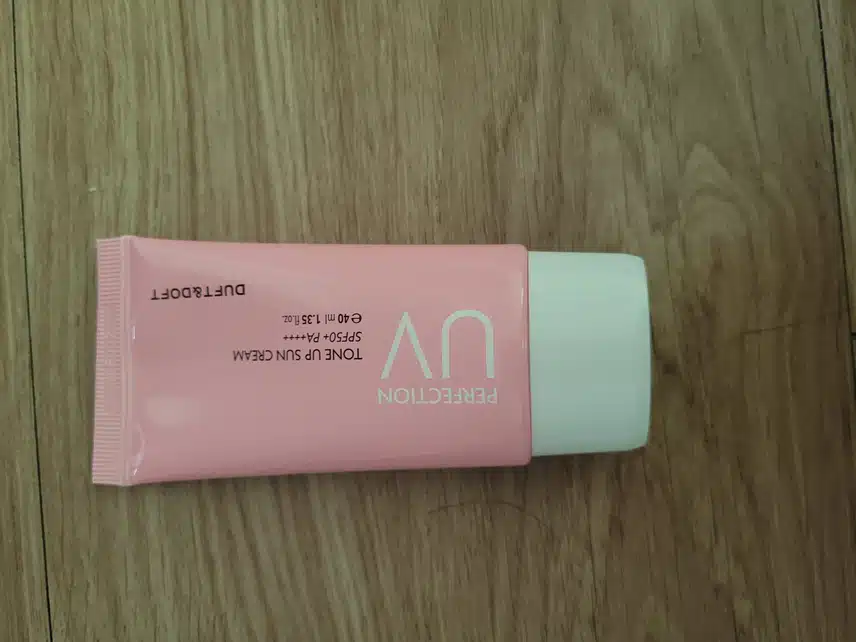 PERFECTION
UV
TONE UP SUN CREAM
SPF50+ PA++++
℮ 40 ml 1.35 fl.oz.
DUFT&DOFT